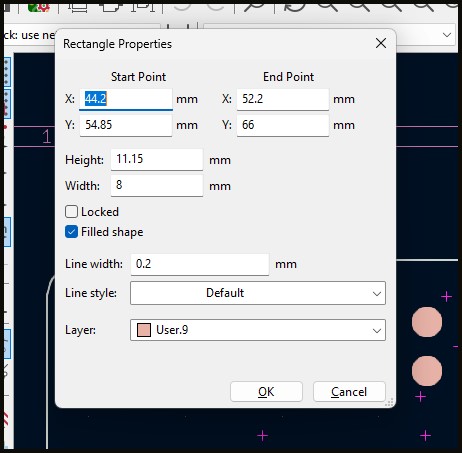 ck: use ne
Rectangle Properties
Start Point End Point
X: 44.2 mm X: 52.2 mm
Y: 54.85 mm Y: 66 mm
1
Height: 11.15 mm
Width: 8 mm
Locked
Filled shape
Line width: 0.2 mm
Line style: Default
Layer: User.9
OK Cancel